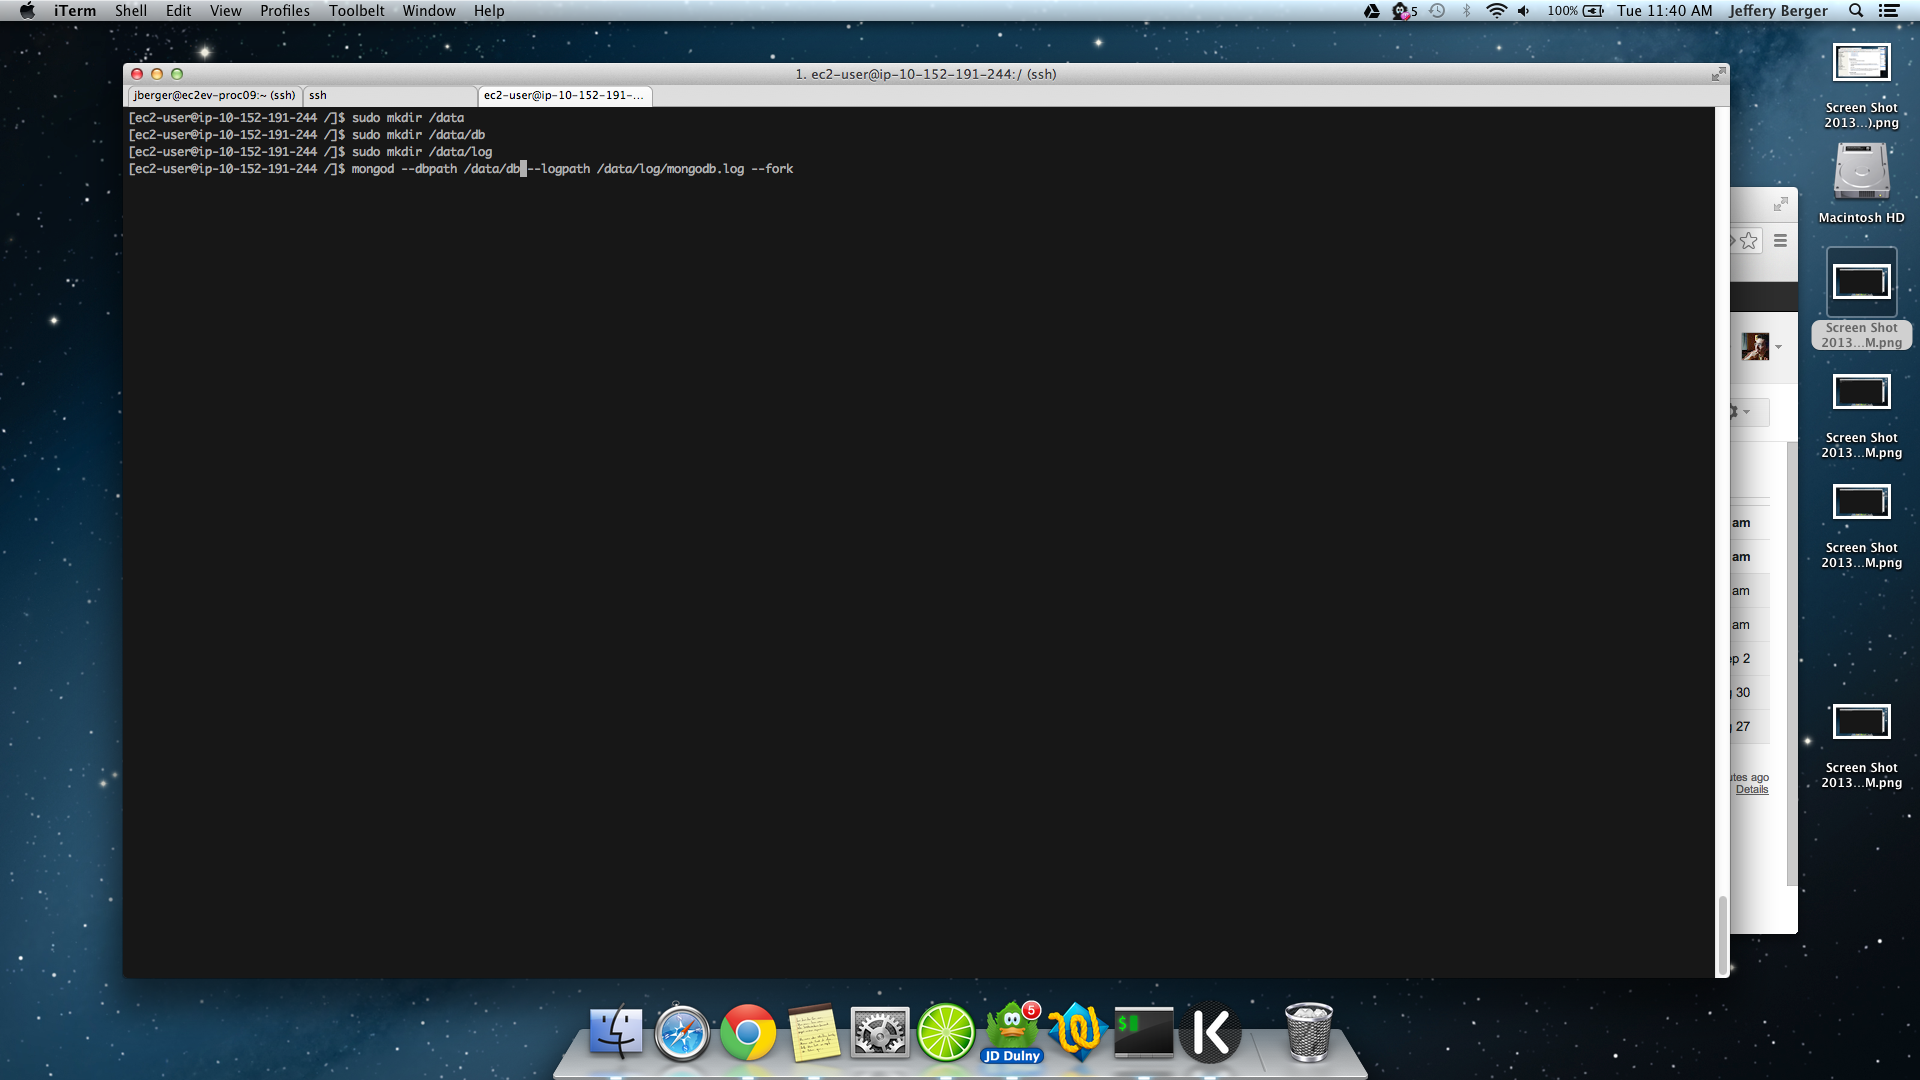 iTerm Shell Edit View Profiles Toolbelt Window Help 5 100% Tue 11:40 AM Jeffery Berger
1. ec2-user@ip-10-152-191-244:/ (ssh)
jberger@ec2ev-proc09:~ (ssh) ssh ec2-user@ip-10-152-191-...
[ec2-user@ip-10-152-191-244 /]$ sudo mkdir /data
[ec2-user@ip-10-152-191-244 /]$ sudo mkdir /data/db
[ec2-user@ip-10-152-191-244 /]$ sudo mkdir /data/log
[ec2-user@ip-10-152-191-244 /]$ mongod --dbpath /data/db --logpath /data/log/mongodb.log --fork
Screen Shot
2013...).png
Macintosh HD
Screen Shot
2013...M.png
Screen Shot
2013...M.png
Screen Shot
2013...M.png
Screen Shot
2013...M.png
am
am
am
am
ep 2
30
27
utes ago
Details
$
5
JD Dulny
K